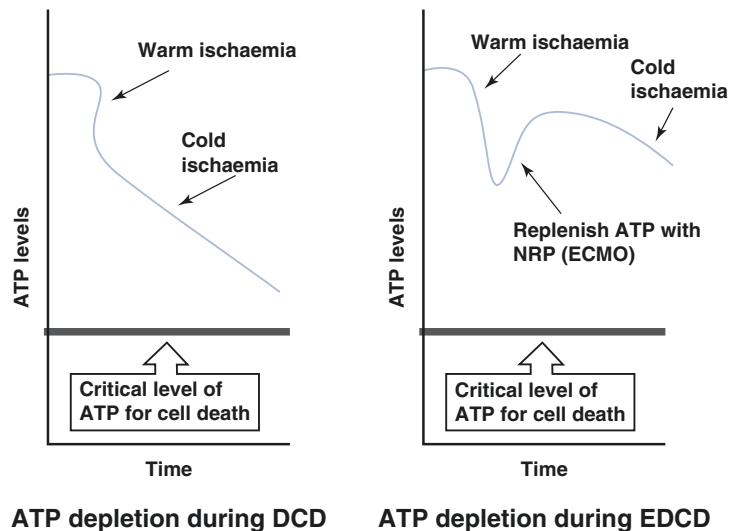 ATP levels
Warm ischaemia
Cold
ischaemia
Critical level of
ATP for cell death
Time
ATP depletion during DCD
ATP levels
Warm ischaemia
Cold
ischaemia
Replenish ATP with
NRP (ECMO)
Critical level of
ATP for cell death
Time
ATP depletion during EDCD